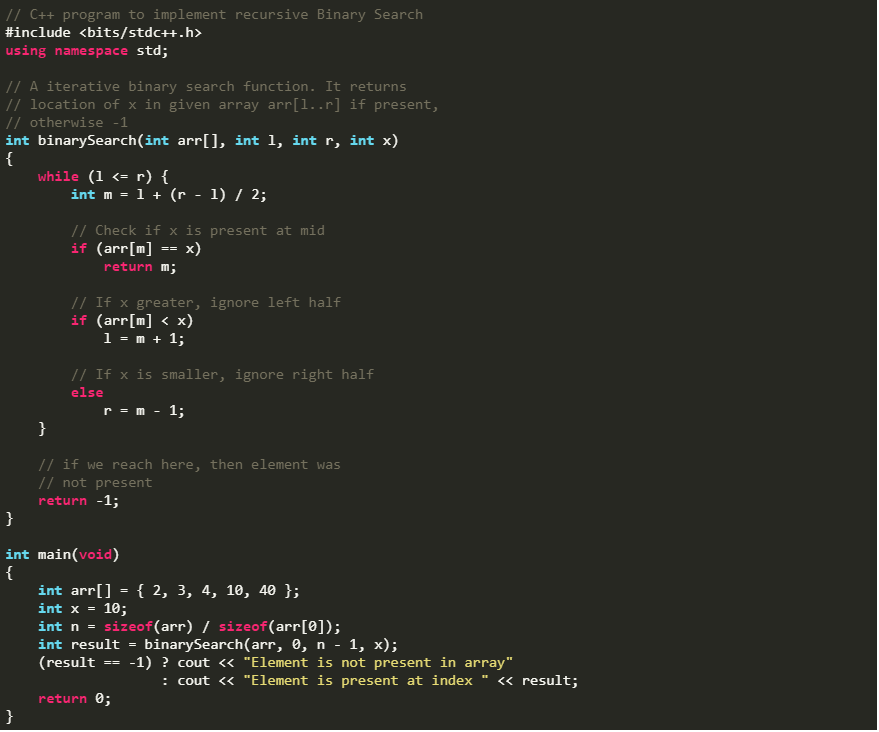 // C++ program to implement recursive Binary Search
#include <bits/stdc++.h>
using namespace std;

// A iterative binary search function. It returns
// location of x in given array arr[l..r] if present,
// otherwise -1
int binarySearch(int arr[], int l, int r, int x)
{
    while (l <= r) {
        int m = l + (r - l) / 2;

        // Check if x is present at mid
        if (arr[m] == x)
            return m;

        // If x greater, ignore left half
        if (arr[m] < x)
            l = m + 1;

        // If x is smaller, ignore right half
        else
            r = m - 1;
    }

    // if we reach here, then element was
    // not present
    return -1;
}

int main(void)
{
    int arr[] = { 2, 3, 4, 10, 40 };
    int x = 10;
    int n = sizeof(arr) / sizeof(arr[0]);
    int result = binarySearch(arr, 0, n - 1, x);
    (result == -1) ? cout << "Element is not present in array"
                   : cout << "Element is present at index " << result;
    return 0;
}